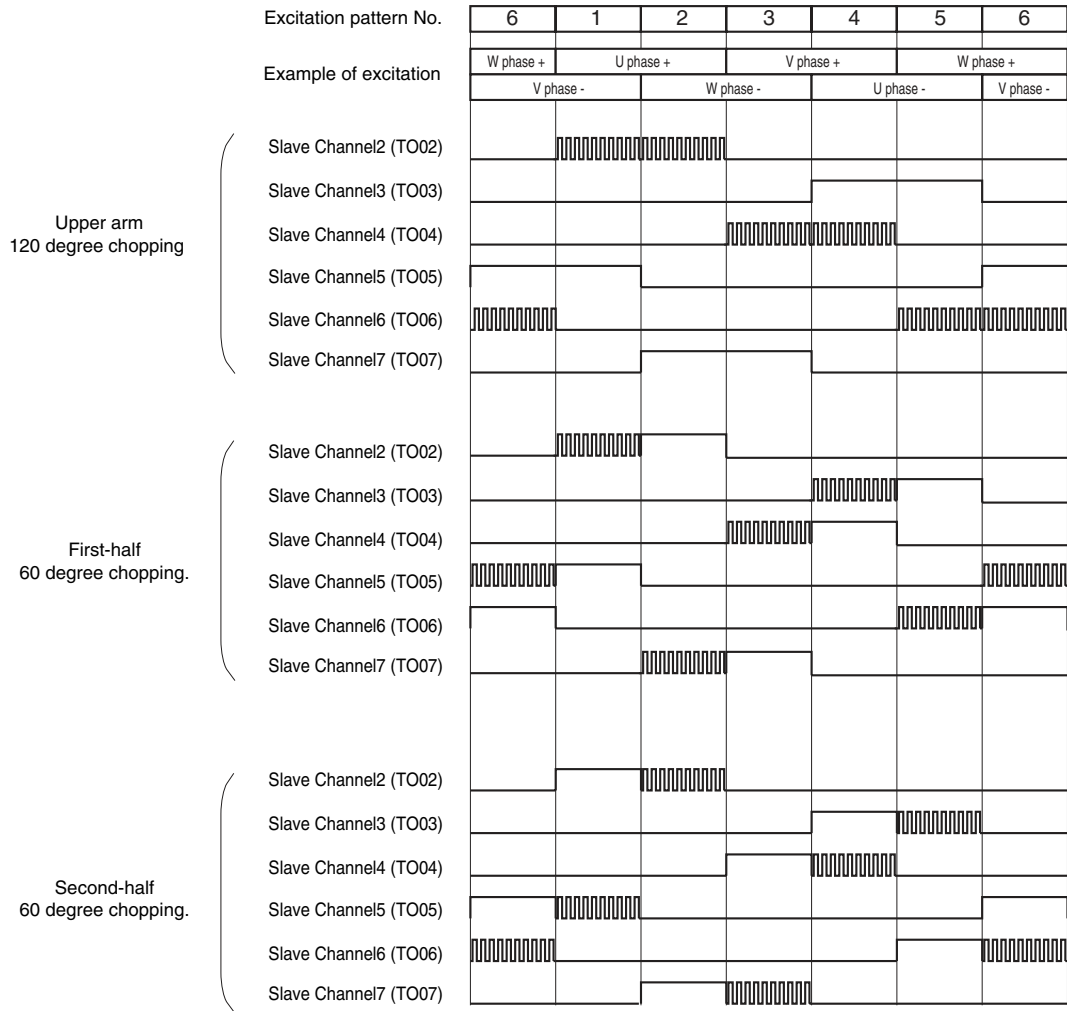 Excitation pattern No. 6 1 2 3 4 5 6
Example of excitation
W phase + U phase + V phase + W phase +
V phase - W phase - U phase - V phase -
Upper arm
120 degree chopping
Slave Channel2 (TO02)
Slave Channel3 (TO03)
Slave Channel4 (TO04)
Slave Channel5 (TO05)
Slave Channel6 (TO06)
Slave Channel7 (TO07)
First-half
60 degree chopping.
Slave Channel2 (TO02)
Slave Channel3 (TO03)
Slave Channel4 (TO04)
Slave Channel5 (TO05)
Slave Channel6 (TO06)
Slave Channel7 (TO07)
Second-half
60 degree chopping.
Slave Channel2 (TO02)
Slave Channel3 (TO03)
Slave Channel4 (TO04)
Slave Channel5 (TO05)
Slave Channel6 (TO06)
Slave Channel7 (TO07)